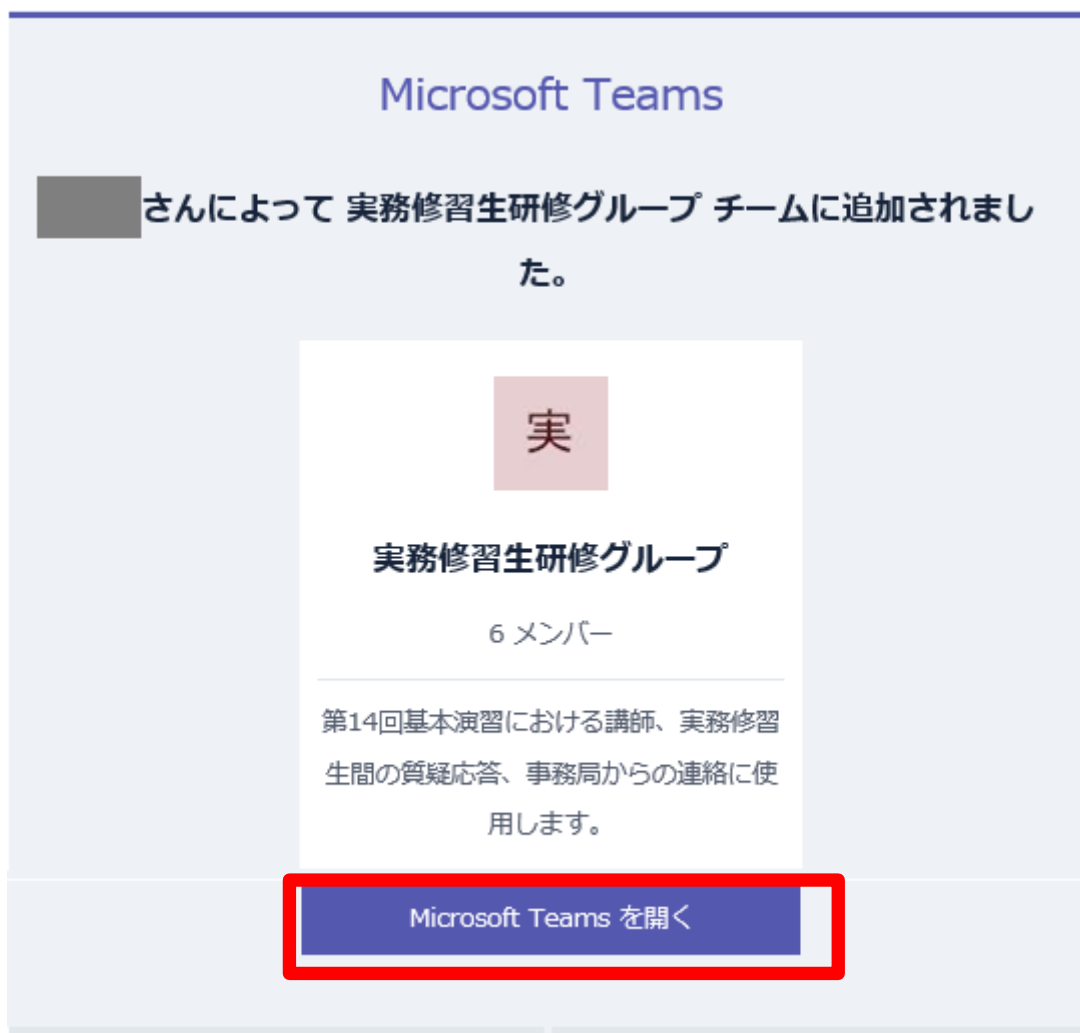 Microsoft Teams
さんによって 実務修習生研修グループ チームに追加されまし
た。
実
実務修習生研修グループ
6 メンバー
第14回基本演習における講師、実務修習
生間の質疑応答、事務局からの連絡に使
用します。
Microsoft Teams を開く